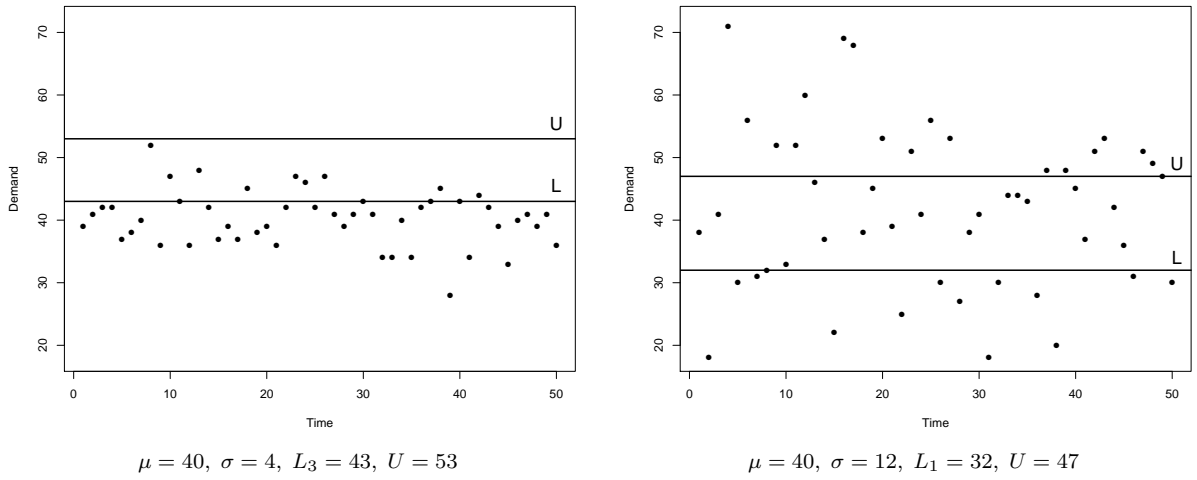 70
60
50
40
30
20
Demand
U
L
0 10 20 30 40 50
Time
μ = 40, σ = 4, L₃ = 43, U = 53
70
60
50
40
30
20
Demand
U
L
0 10 20 30 40 50
Time
μ = 40, σ = 12, L₁ = 32, U = 47